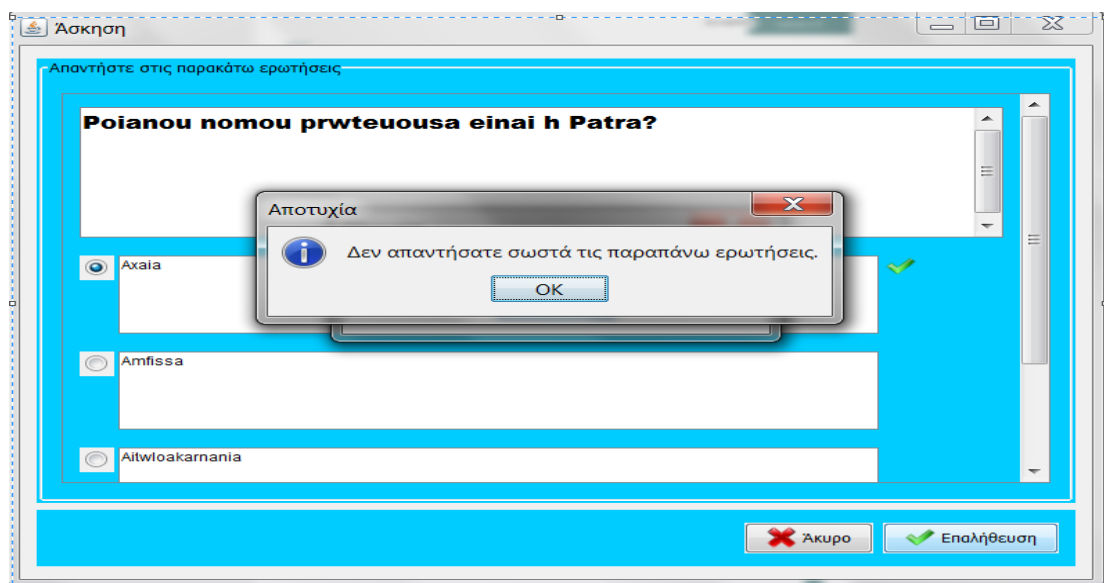 Άσκηση
Απαντήστε στις παρακάτω ερωτήσεις
Poianou nomou prwteuousa einai h Patra?
Αποτυχία
Δεν απαντήσατε σωστά τις παραπάνω ερωτήσεις.
OK
Axaia
Amfissa
Aitwloakarnania
Άκυρο
Επαλήθευση